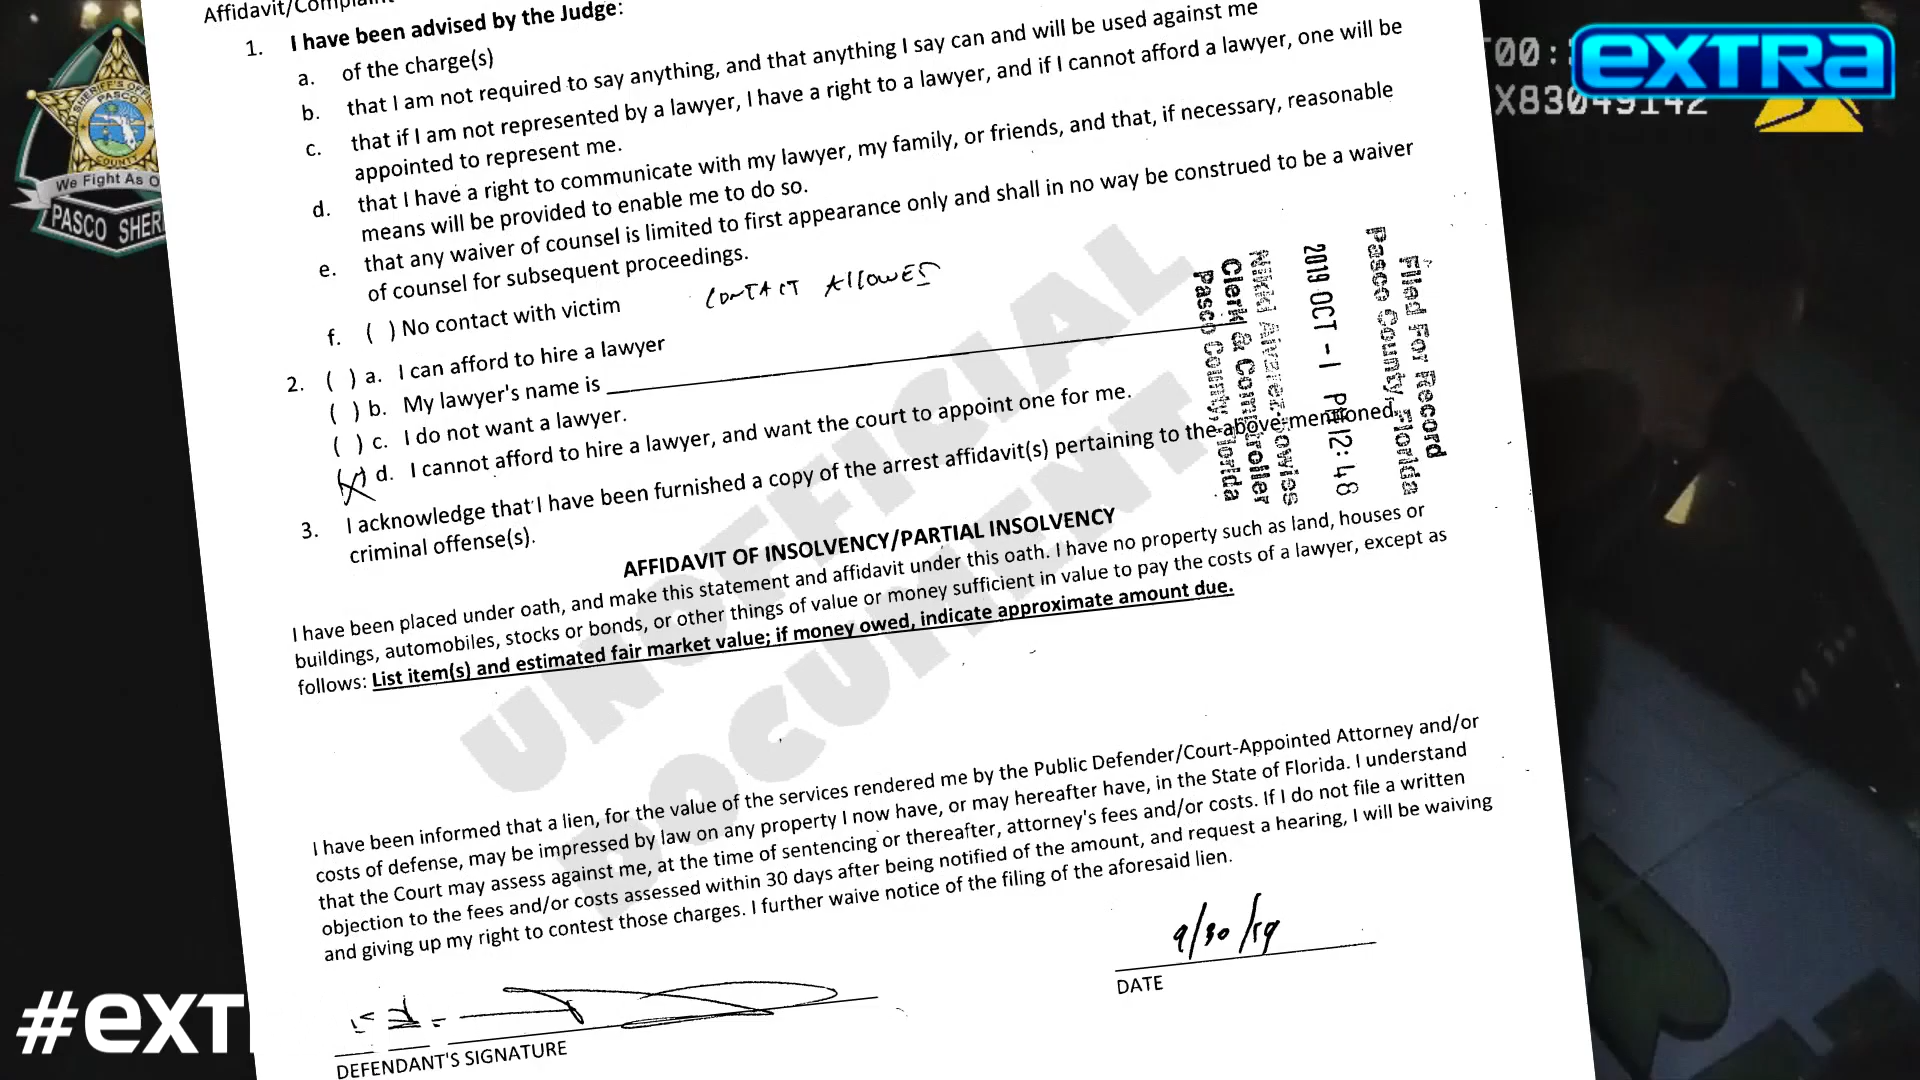 Affidavit/Complaint
1. I have been advised by the Judge:
a. of the charge(s)
b. that I am not required to say anything, and that anything I say can and will be used against me
c. that if I am not represented by a lawyer, I have a right to a lawyer, and if I cannot afford a lawyer, one will be
appointed to represent me.
d. that I have a right to communicate with my lawyer, my family, or friends, and that, if necessary, reasonable
means will be provided to enable me to do so.
e. that any waiver of counsel is limited to first appearance only and shall in no way be construed to be a waiver
of counsel for subsequent proceedings.
f. ( ) No contact with victim CONTACT ALLOWED
2. ( ) a. I can afford to hire a lawyer
( ) b. My lawyer's name is
( ) c. I do not want a lawyer.
(X) d. I cannot afford to hire a lawyer, and want the court to appoint one for me.
3. I acknowledge that I have been furnished a copy of the arrest affidavit(s) pertaining to the above-mentioned
criminal offense(s).
AFFIDAVIT OF INSOLVENCY/PARTIAL INSOLVENCY
I have been placed under oath, and make this statement and affidavit under this oath. I have no property such as land, houses or
buildings, automobiles, stocks or bonds, or other things of value or money sufficient in value to pay the costs of a lawyer, except as
follows: List item(s) and estimated fair market value; if money owed, indicate approximate amount due.
I have been informed that a lien, for the value of the services rendered me by the Public Defender/Court-Appointed Attorney and/or
costs of defense, may be impressed by law on any property I now have, or may hereafter have, in the State of Florida. I understand
that the Court may assess against me, at the time of sentencing or thereafter, attorney's fees and/or costs. If I do not file a written
objection to the fees and/or costs assessed within 30 days after being notified of the amount, and request a hearing, I will be waiving
and giving up my right to contest those charges. I further waive notice of the filing of the aforesaid lien.
9/30/19
DATE
DEFENDANT'S SIGNATURE
Filed For Record
Pasco County, Florida
2019 OCT -1 PM 12:48
Clerk & Comptroller
Pasco County, Florida
UNOFFICIAL
DOCUMENT
SHERIFF'S OFFICE
PASCO
COUNTY
We Fight As O
PASCO SHER
T00:
X83049142
extra
#EXT